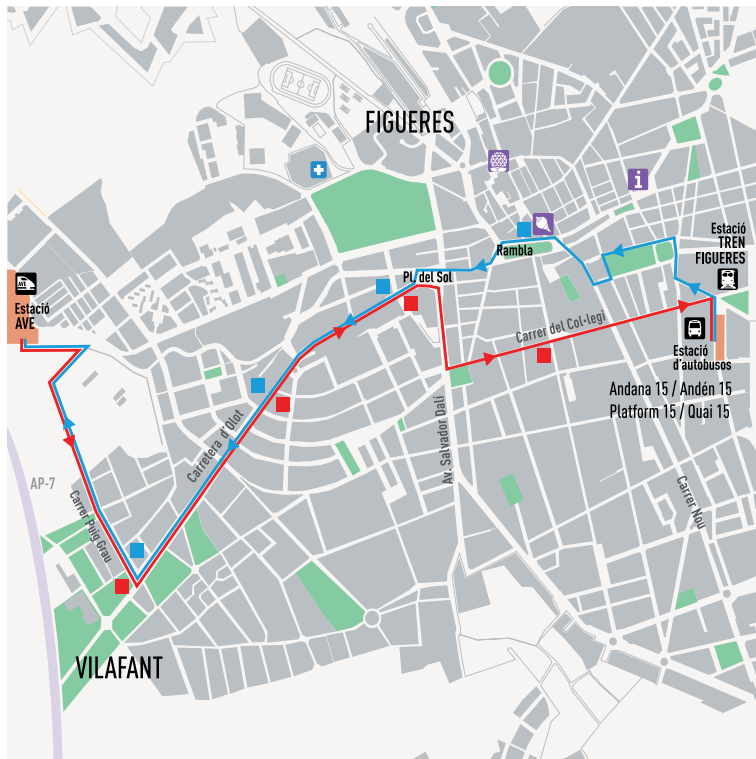 FIGUERES
i
Estació
TREN
FIGUERES
Rambla
Pl. del Sol
AVE
Estació
AVE
Carrer del Col·legi
Estació
d'autobusos
Andana 15 / Andén 15
Platform 15 / Quai 15
Carretera d'Olot
Av. Salvador Dalí
AP-7
Carrer Puig Grau
Carrer Nou
VILAFANT